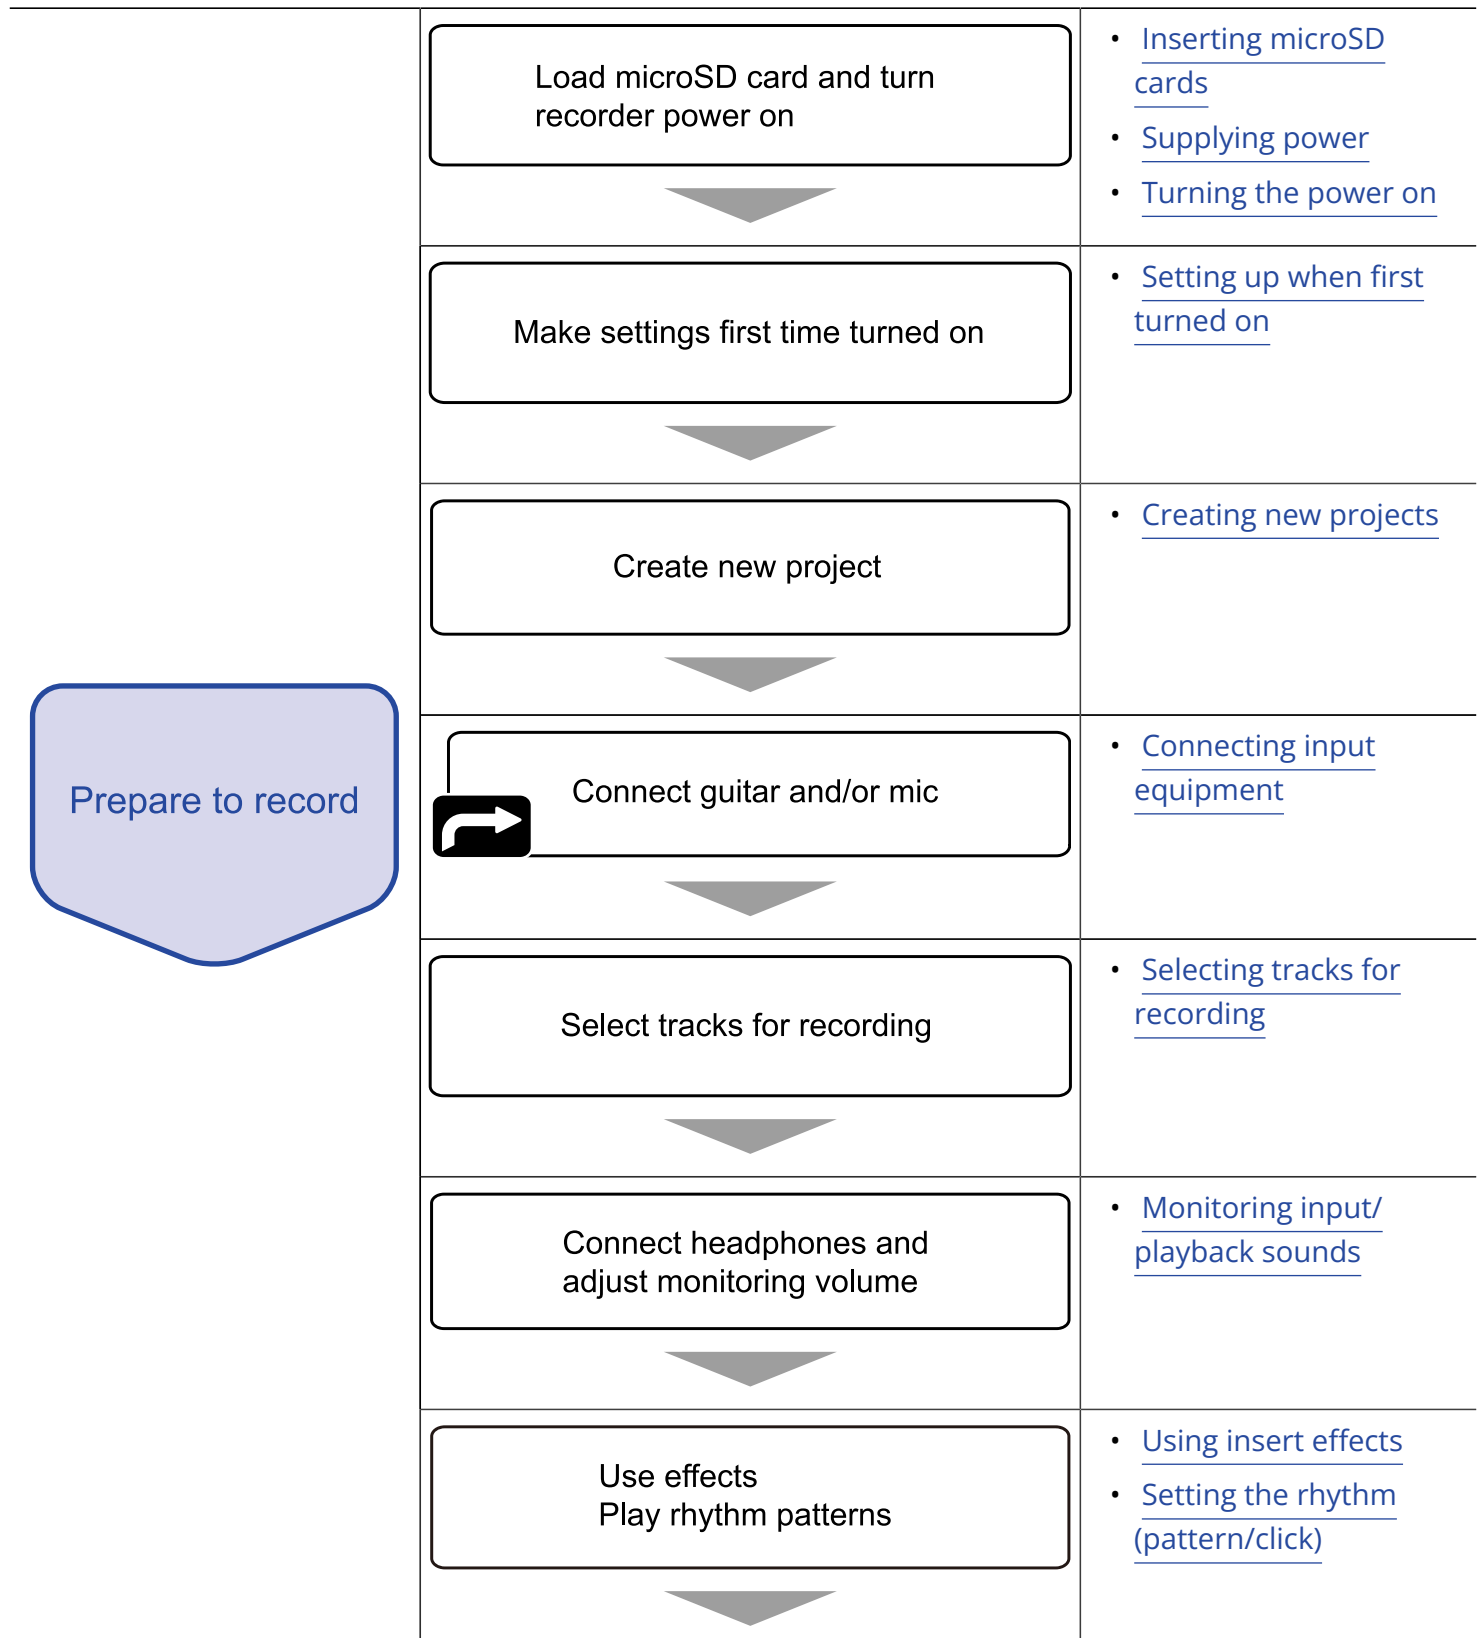 Prepare to record
Load microSD card and turn
recorder power on
• Inserting microSD
cards
• Supplying power
• Turning the power on
Make settings first time turned on
• Setting up when first
turned on
Create new project
• Creating new projects
Connect guitar and/or mic
• Connecting input
equipment
Select tracks for recording
• Selecting tracks for
recording
Connect headphones and
adjust monitoring volume
• Monitoring input/
playback sounds
Use effects
Play rhythm patterns
• Using insert effects
• Setting the rhythm
(pattern/click)